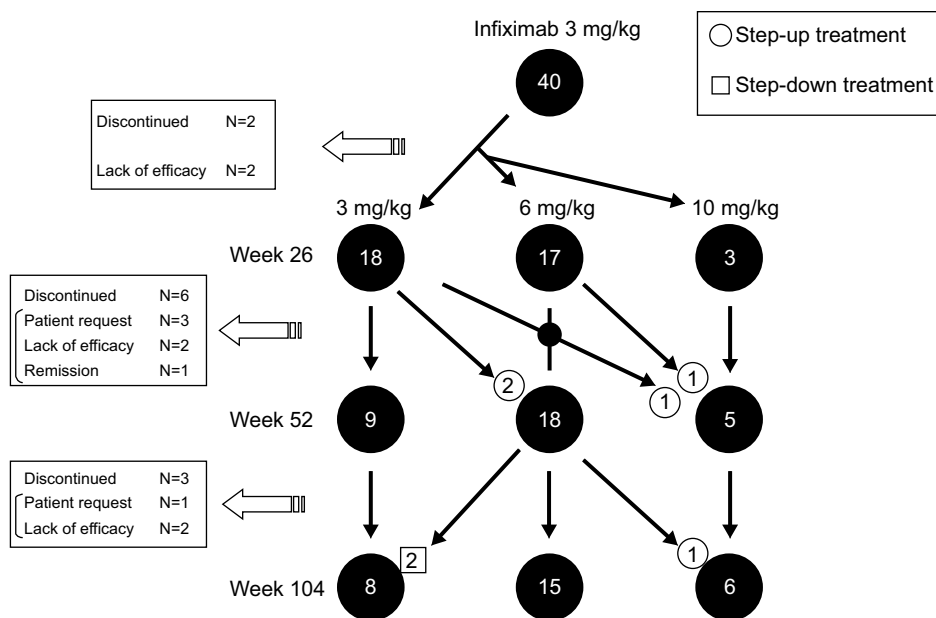 Infiximab 3 mg/kg
40
Step-up treatment
Step-down treatment
Discontinued N=2
Lack of efficacy N=2
3 mg/kg 6 mg/kg 10 mg/kg
Week 26 18 17 3
Discontinued N=6
Patient request N=3
Lack of efficacy N=2
Remission N=1
2 1 1
Week 52 9 18 5
Discontinued N=3
Patient request N=1
Lack of efficacy N=2
2 1
Week 104 8 15 6